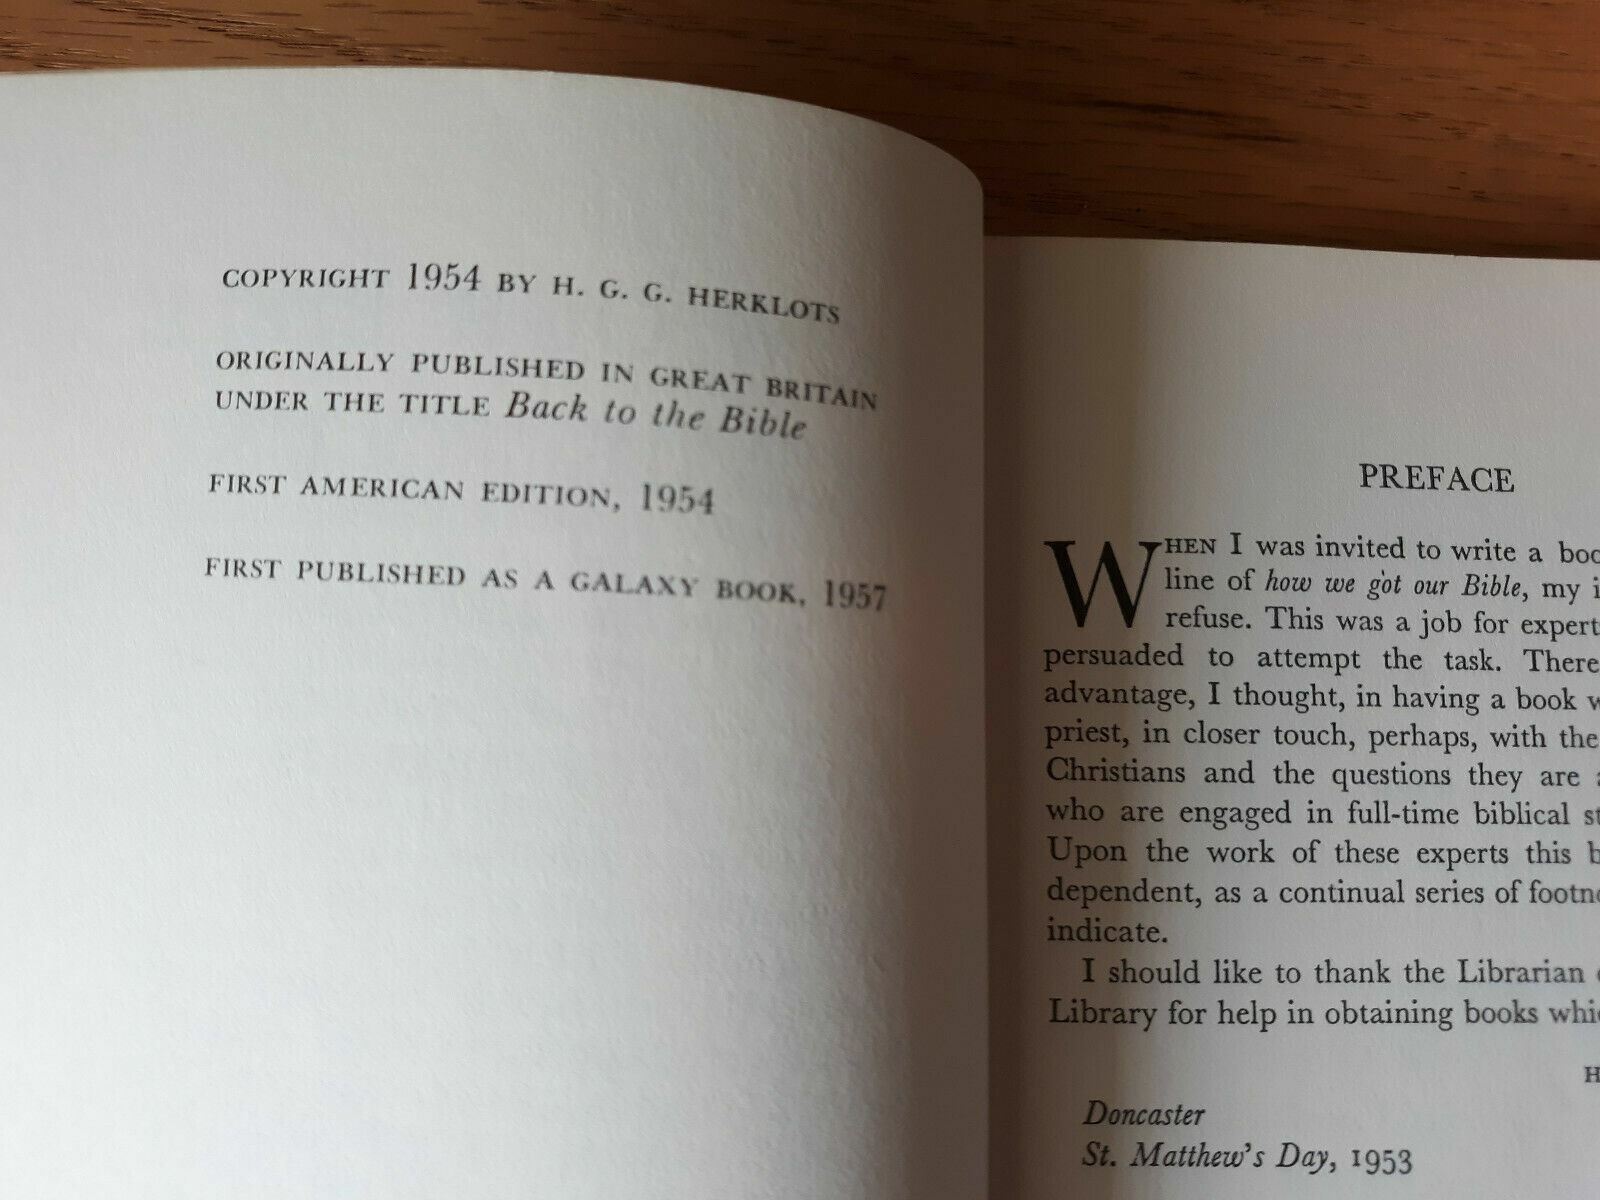 COPYRIGHT 1954 BY H. G. G. HERKLOTS
ORIGINALLY PUBLISHED IN GREAT BRITAIN
UNDER THE TITLE Back to the Bible
FIRST AMERICAN EDITION, 1954
FIRST PUBLISHED AS A GALAXY BOOK, 1957
PREFACE
WHEN I was invited to write a
line of how we got our Bible, my
refuse. This was a job for
persuaded to attempt the task.
advantage, I thought, in having a book
priest, in closer touch, perhaps, with the
Christians and the questions they are
who are engaged in full-time biblical
Upon the work of these experts this
dependent, as a continual series of
indicate.
I should like to thank the Librarian
Library for help in obtaining books
Doncaster
St. Matthew's Day, 1953